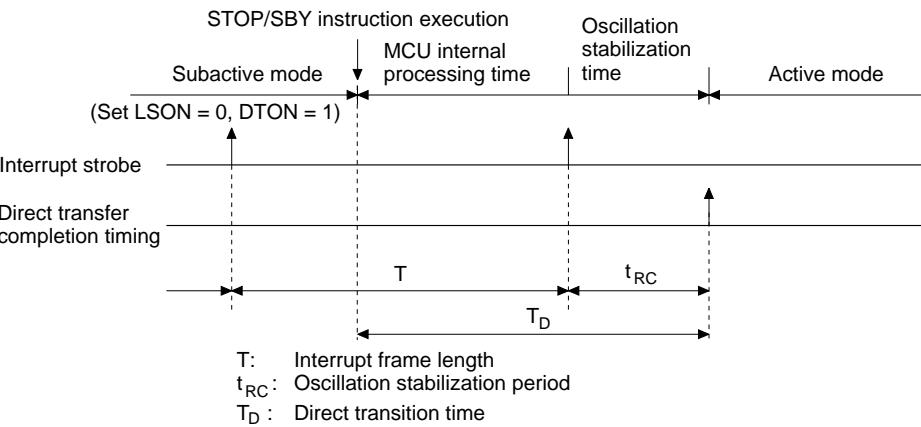 STOP/SBY instruction execution
Oscillation
stabilization
time
MCU internal
processing time
Subactive mode
Active mode
(Set LSON = 0, DTON = 1)
Interrupt strobe
Direct transfer
completion timing
T
tRC
TD
T: Interrupt frame length
tRC : Oscillation stabilization period
TD : Direct transition time